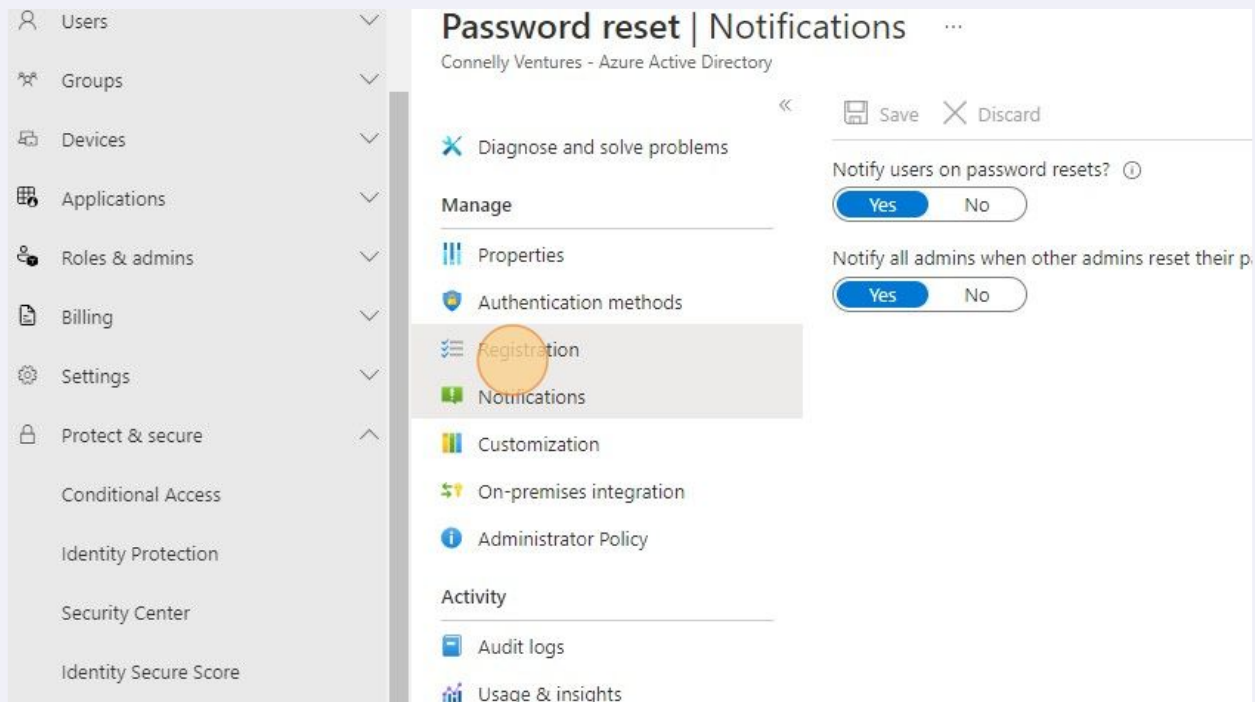 Users
Groups
Devices
Applications
Roles & admins
Billing
Settings
Protect & secure
Conditional Access
Identity Protection
Security Center
Identity Secure Score
Password reset | Notifications ...
Connelly Ventures - Azure Active Directory
«
Diagnose and solve problems
Manage
Properties
Authentication methods
Registration
Notifications
Customization
On-premises integration
Administrator Policy
Activity
Audit logs
Usage & insights
Save Discard
Notify users on password resets?
Yes No
Notify all admins when other admins reset their
Yes No